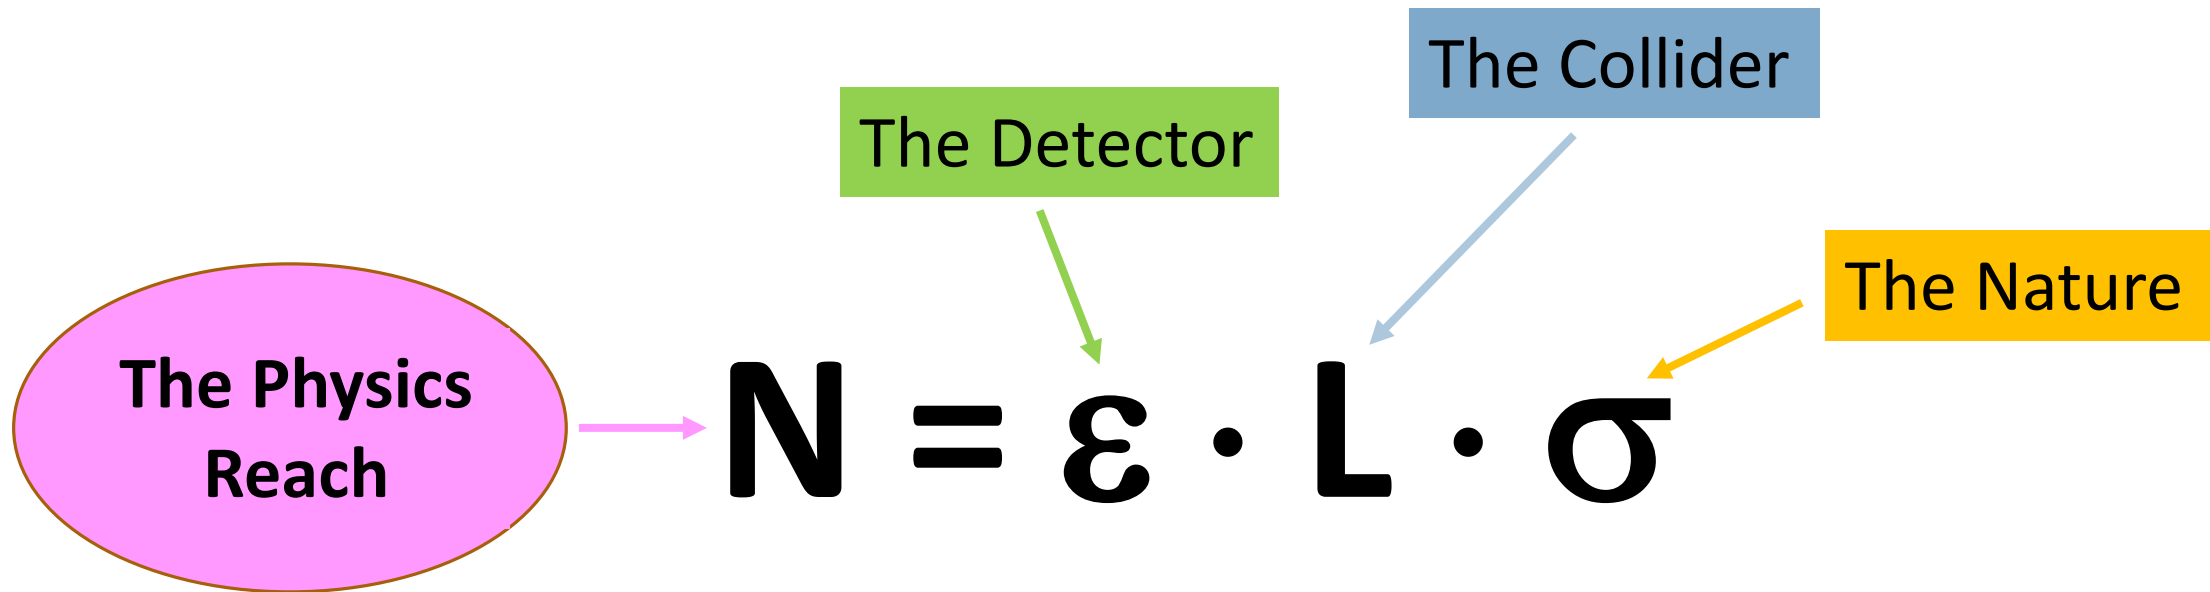 The Collider
The Detector
The Nature
The Physics
Reach
N = ε · L · σ